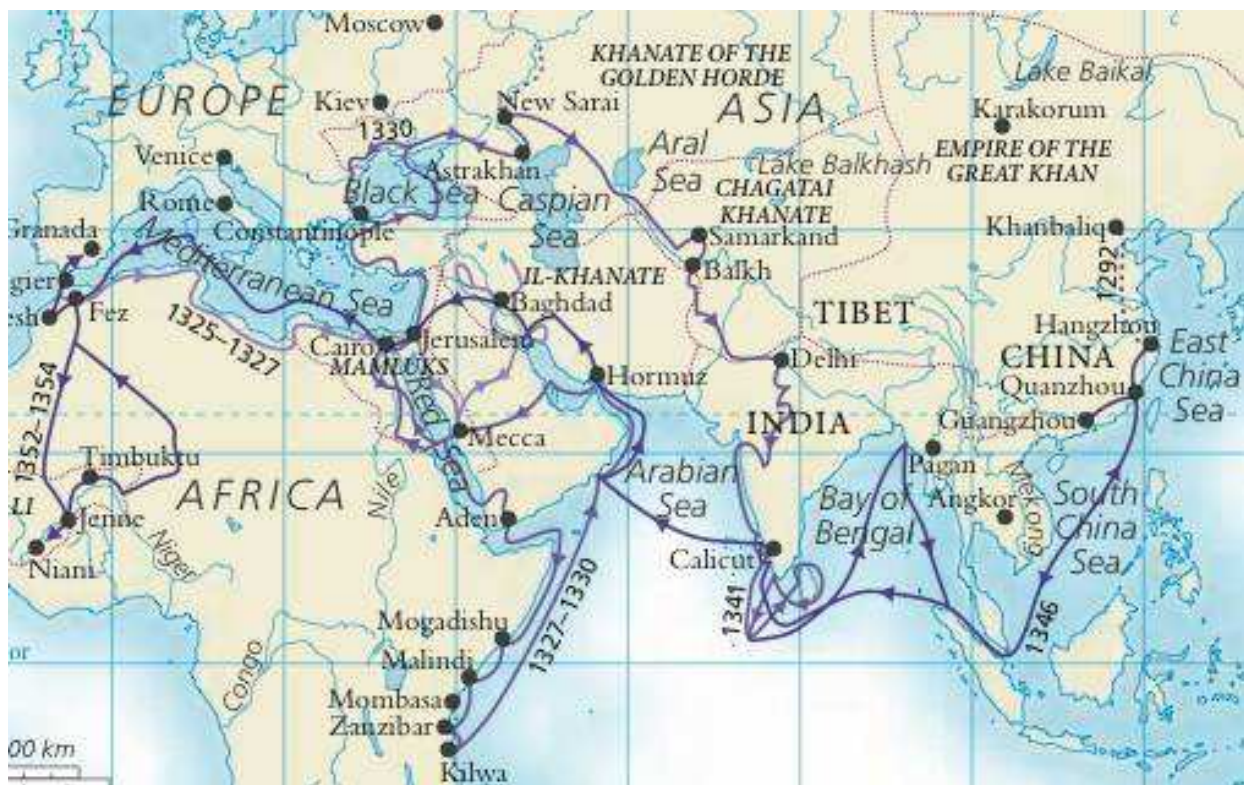 Moscow
KHANATE OF THE
GOLDEN HORDE
Lake Baikal
EUROPE
Kiev
New Sarai
ASIA
Karakorum
1330
Venice
Astrakhan
Aral
Sea
Lake Balkhash
EMPIRE OF THE
GREAT KHAN
Black Sea
Caspian
Sea
CHAGATAI
KHANATE
Rome
Granada
Constantinople
Samarkand
Khanbaliq
Mediterranean Sea
gier
IL-KHANATE
Balkh
1292
esh
Fez
Baghdad
TIBET
Hangzhou
1325–1327
Cairo
Jerusalem
MAMLUKS
Delhi
CHINA
East
China
Sea
Hormuz
Quanzhou
Red Sea
Mecca
INDIA
Guangzhou
1352–1354
Timbuktu
Arabian
Sea
Pagan
LI
AFRICA
Nile
Bay of
Bengal
Angkor
Mekong
South
China
Sea
Jenne
Aden
Niani
Niger
Calicut
1327–1330
1341
1346
Mogadishu
or
Malindi
Congo
Mombasa
Zanzibar
00 km
Kilwa